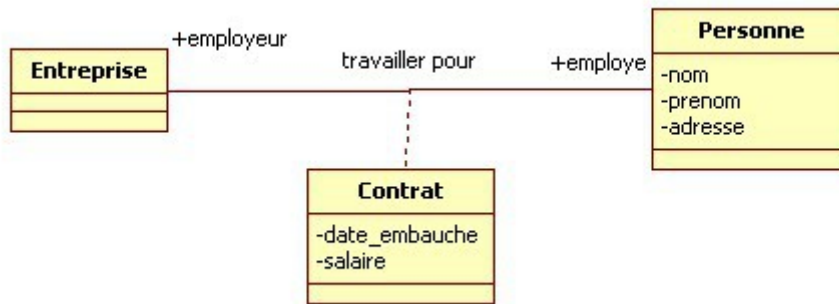 Entreprise
+employeur
travailler pour
+employe
Personne
-nom
-prenom
-adresse
Contrat
-date_embauche
-salaire